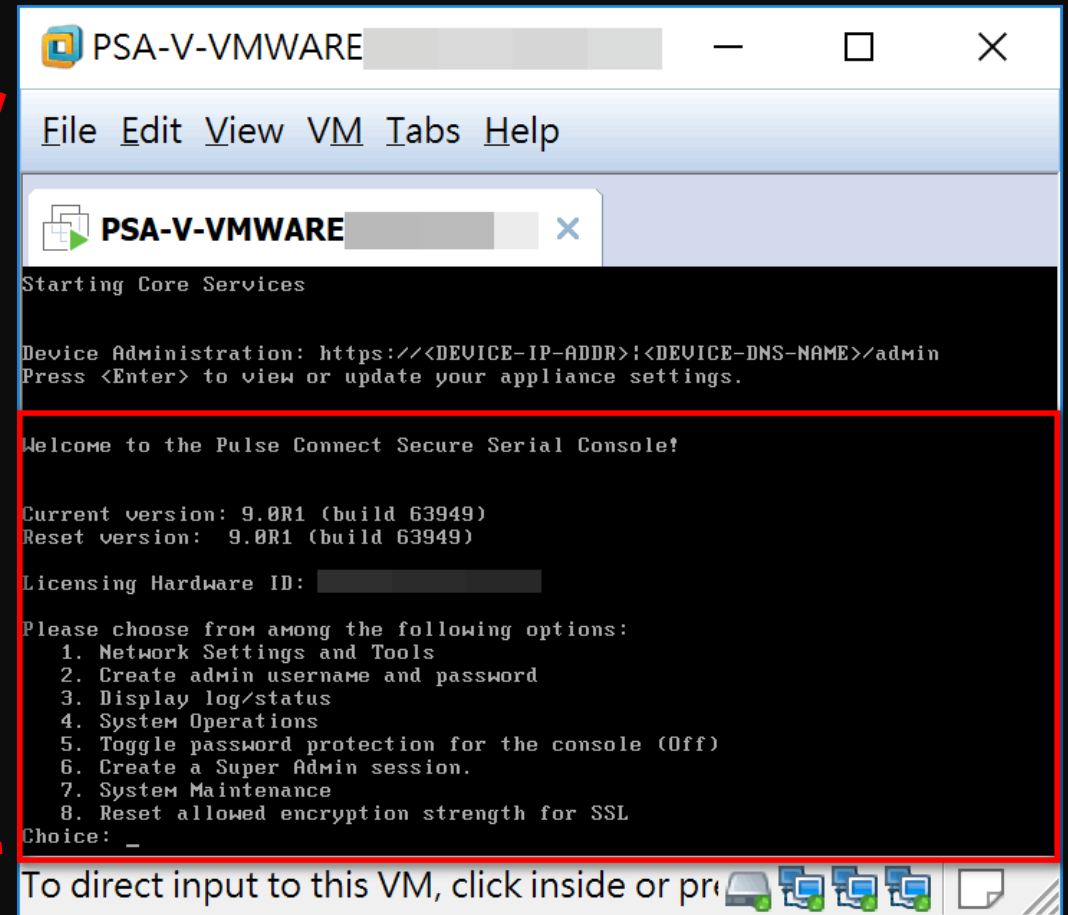 PSA-V-VMWARE
File Edit View VM Tabs Help
PSA-V-VMWARE
Starting Core Services
Device Administration: https://<DEVICE-IP-ADDR>¦<DEVICE-DNS-NAME>/admin
Press <Enter> to view or update your appliance settings.
Welcome to the Pulse Connect Secure Serial Console!
Current version: 9.0R1 (build 63949)
Reset version:  9.0R1 (build 63949)
Licensing Hardware ID:
Please choose from among the following options:
1. Network Settings and Tools
2. Create admin username and password
3. Display log/status
4. System Operations
5. Toggle password protection for the console (Off)
6. Create a Super Admin session.
7. System Maintenance
8. Reset allowed encryption strength for SSL
Choice: _
To direct input to this VM, click inside or